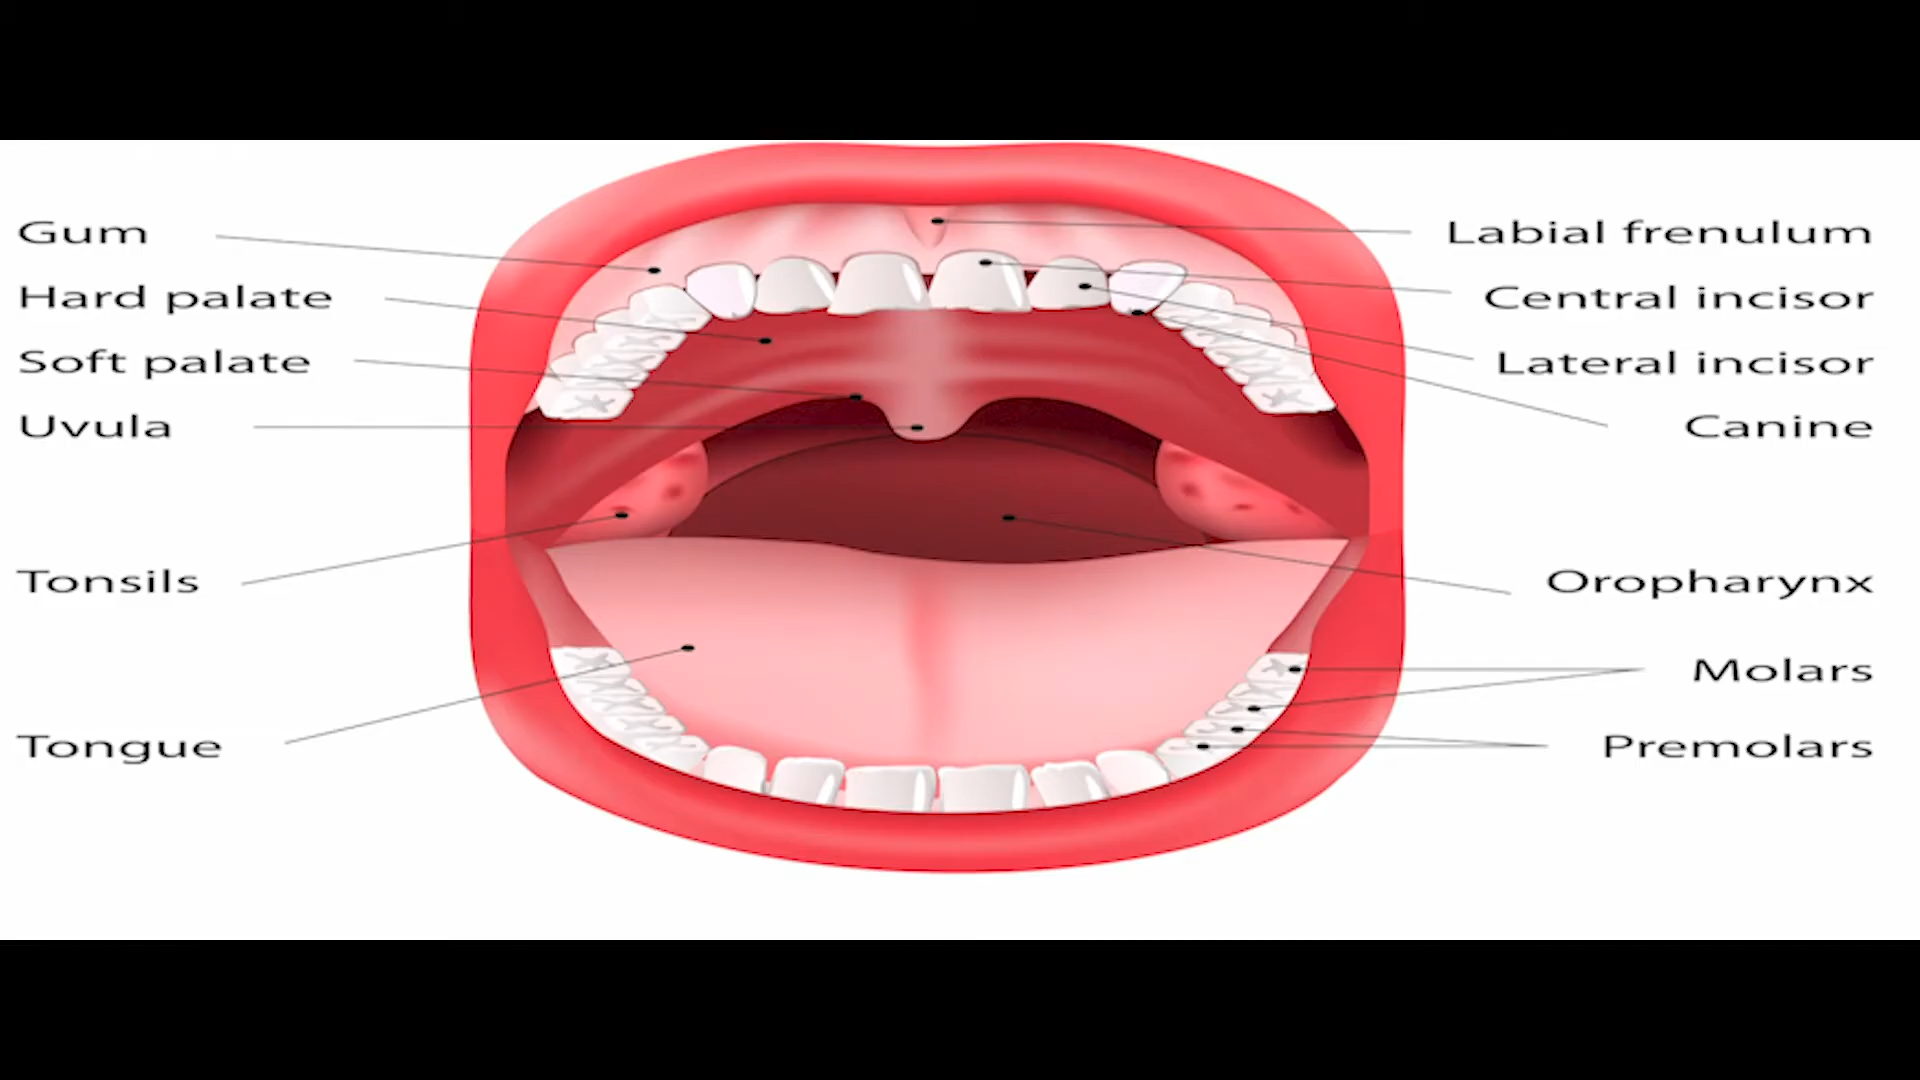 Gum
Hard palate
Soft palate
Uvula
Tonsils
Tongue
Labial frenulum
Central incisor
Lateral incisor
Canine
Oropharynx
Molars
Premolars